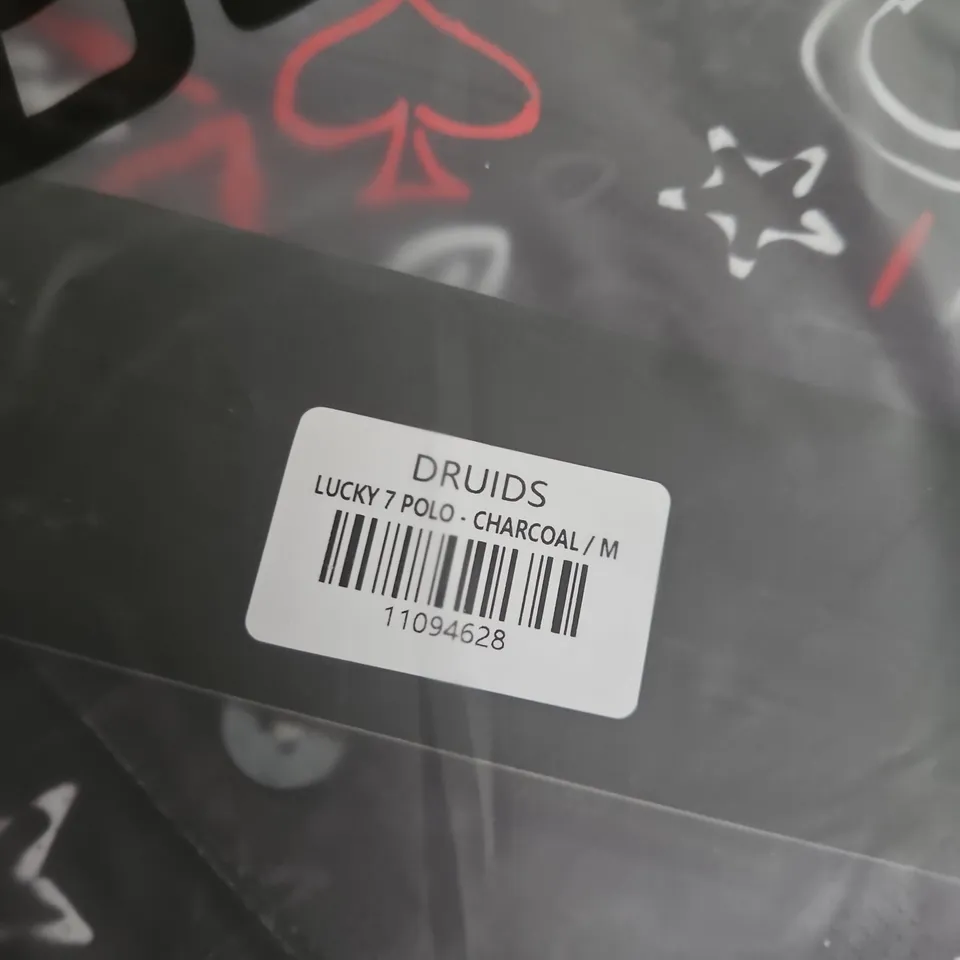 DRUIDS
LUCKY 7 POLO - CHARCOAL / M
11094628